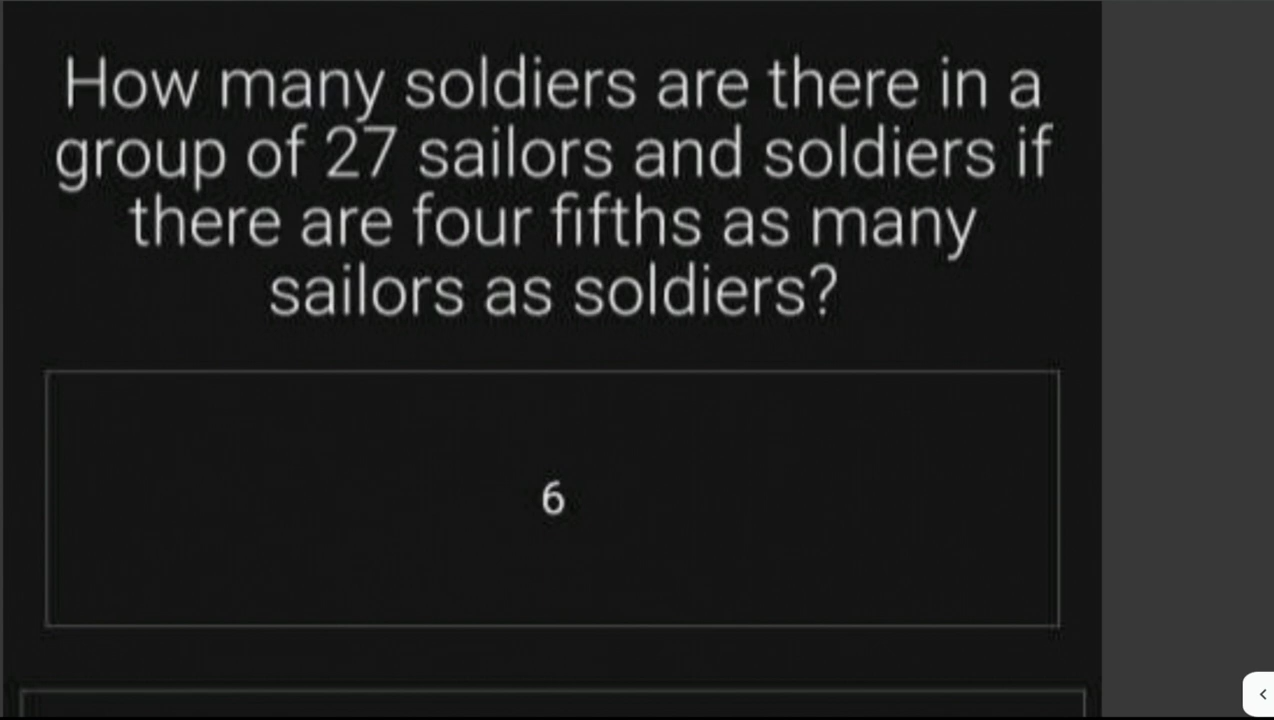 How many soldiers are there in a
group of 27 sailors and soldiers if
there are four fifths as many
sailors as soldiers?
6